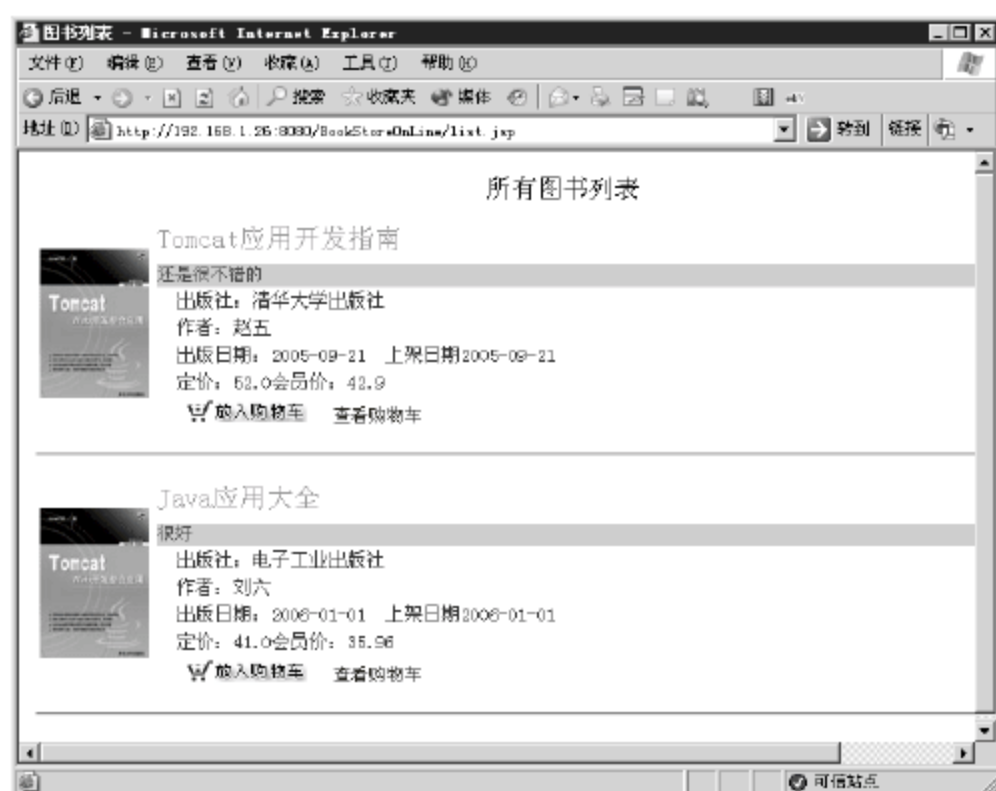 图书列表 - Microsoft Internet Explorer
文件(F) 编辑(E) 查看(V) 收藏(A) 工具(T) 帮助(H)
后退 搜索 收藏夹 媒体
地址(D) http://192.168.1.26:8080/BookStoreOnLine/list.jsp 转到 链接
所有图书列表
Tomcat应用开发指南
还是很不错的
Tomcat
出版社：清华大学出版社
作者：赵五
出版日期：2005-09-21 上架日期2005-09-21
定价：52.0会员价：42.9
放入购物车 查看购物车
Java应用大全
很好
Tomcat
出版社：电子工业出版社
作者：刘六
出版日期：2006-01-01 上架日期2006-01-01
定价：41.0会员价：35.96
放入购物车 查看购物车
可信站点